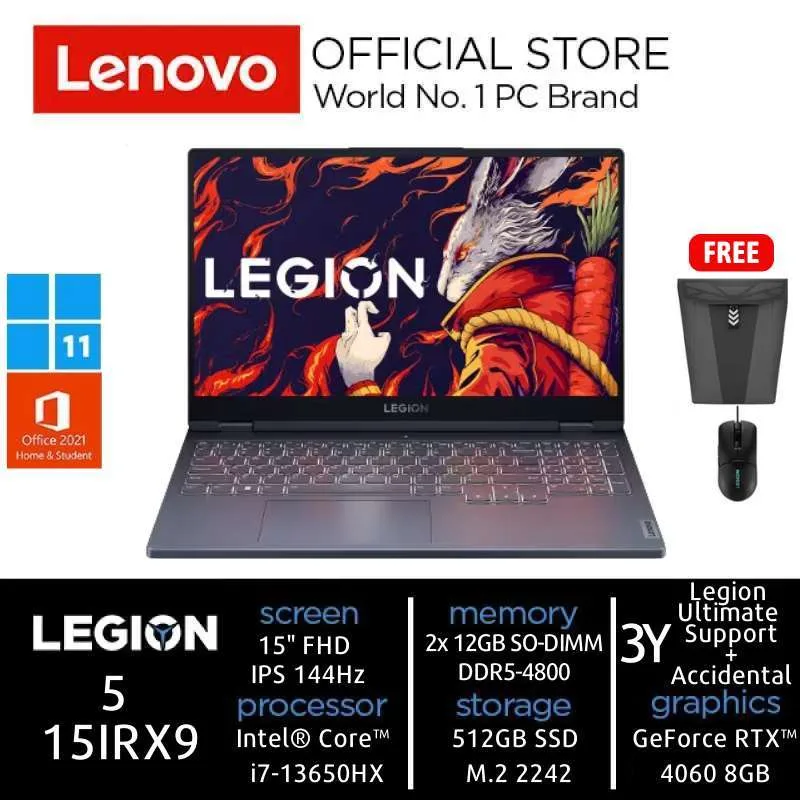 Lenovo
OFFICIAL STORE
World No. 1 PC Brand
FREE
LEGION
11
Office 2021
Home & Student
LEGION
LEGION
5
15IRX9
screen
15" FHD
IPS 144Hz
processor
Intel® Core™
i7-13650HX
memory
2x 12GB SO-DIMM
DDR5-4800
storage
512GB SSD
M.2 2242
3Y
Legion
Ultimate
Support
+
Accidental
graphics
GeForce RTX™
4060 8GB